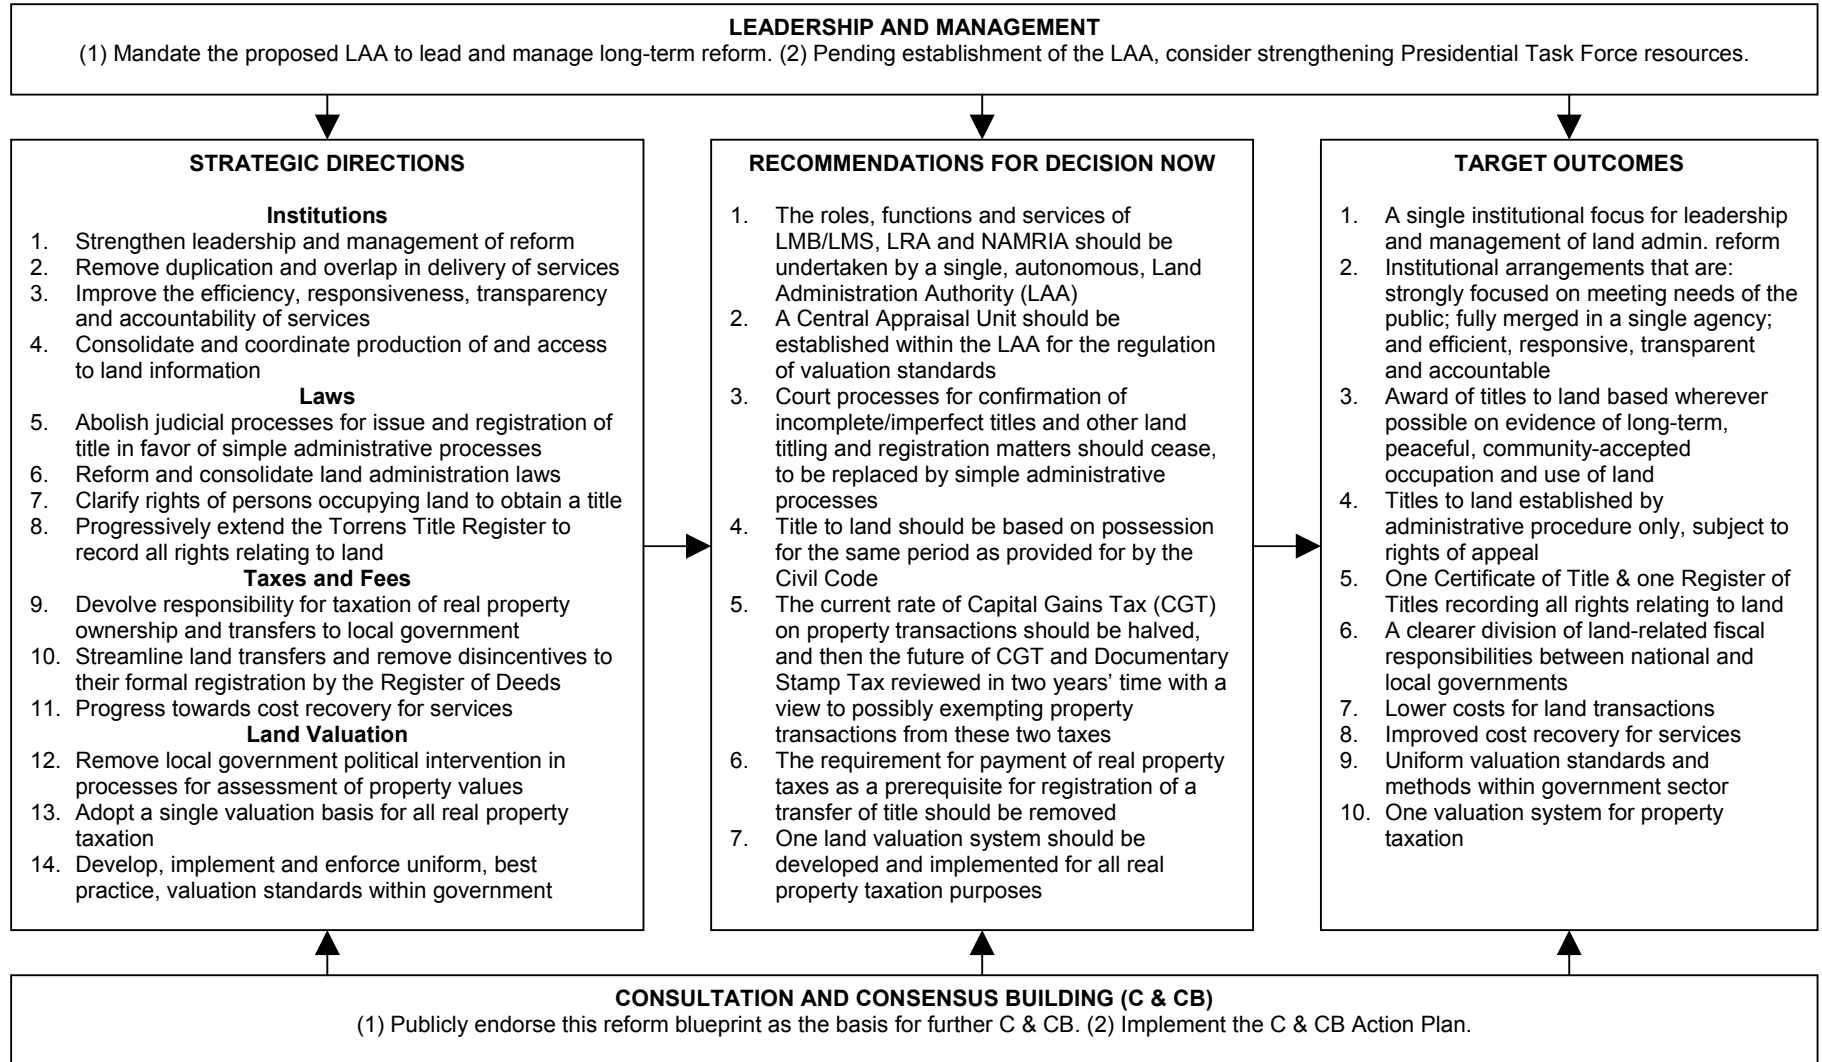 LEADERSHIP AND MANAGEMENT
(1) Mandate the proposed LAA to lead and manage long-term reform. (2) Pending establishment of the LAA, consider strengthening Presidential Task Force resources.
STRATEGIC DIRECTIONS
Institutions
1. Strengthen leadership and management of reform
2. Remove duplication and overlap in delivery of services
3. Improve the efficiency, responsiveness, transparency
and accountability of services
4. Consolidate and coordinate production of and access
to land information
Laws
5. Abolish judicial processes for issue and registration of
title in favor of simple administrative processes
6. Reform and consolidate land administration laws
7. Clarify rights of persons occupying land to obtain a title
8. Progressively extend the Torrens Title Register to
record all rights relating to land
Taxes and Fees
9. Devolve responsibility for taxation of real property
ownership and transfers to local government
10. Streamline land transfers and remove disincentives to
their formal registration by the Register of Deeds
11. Progress towards cost recovery for services
Land Valuation
12. Remove local government political intervention in
processes for assessment of property values
13. Adopt a single valuation basis for all real property
taxation
14. Develop, implement and enforce uniform, best
practice, valuation standards within government
RECOMMENDATIONS FOR DECISION NOW
1. The roles, functions and services of
LMB/LMS, LRA and NAMRIA should be
undertaken by a single, autonomous, Land
Administration Authority (LAA)
2. A Central Appraisal Unit should be
established within the LAA for the regulation
of valuation standards
3. Court processes for confirmation of
incomplete/imperfect titles and other land
titling and registration matters should cease,
to be replaced by simple administrative
processes
4. Title to land should be based on possession
for the same period as provided for by the
Civil Code
5. The current rate of Capital Gains Tax (CGT)
on property transactions should be halved,
and then the future of CGT and Documentary
Stamp Tax reviewed in two years’ time with a
view to possibly exempting property
transactions from these two taxes
6. The requirement for payment of real property
taxes as a prerequisite for registration of a
transfer of title should be removed
7. One land valuation system should be
developed and implemented for all real
property taxation purposes
TARGET OUTCOMES
1. A single institutional focus for leadership
and management of land admin. reform
2. Institutional arrangements that are:
strongly focused on meeting needs of the
public; fully merged in a single agency;
and efficient, responsive, transparent
and accountable
3. Award of titles to land based wherever
possible on evidence of long-term,
peaceful, community-accepted
occupation and use of land
4. Titles to land established by
administrative procedure only, subject to
rights of appeal
5. One Certificate of Title & one Register of
Titles recording all rights relating to land
6. A clearer division of land-related fiscal
responsibilities between national and
local governments
7. Lower costs for land transactions
8. Improved cost recovery for services
9. Uniform valuation standards and
methods within government sector
10. One valuation system for property
taxation
CONSULTATION AND CONSENSUS BUILDING (C & CB)
(1) Publicly endorse this reform blueprint as the basis for further C & CB. (2) Implement the C & CB Action Plan.